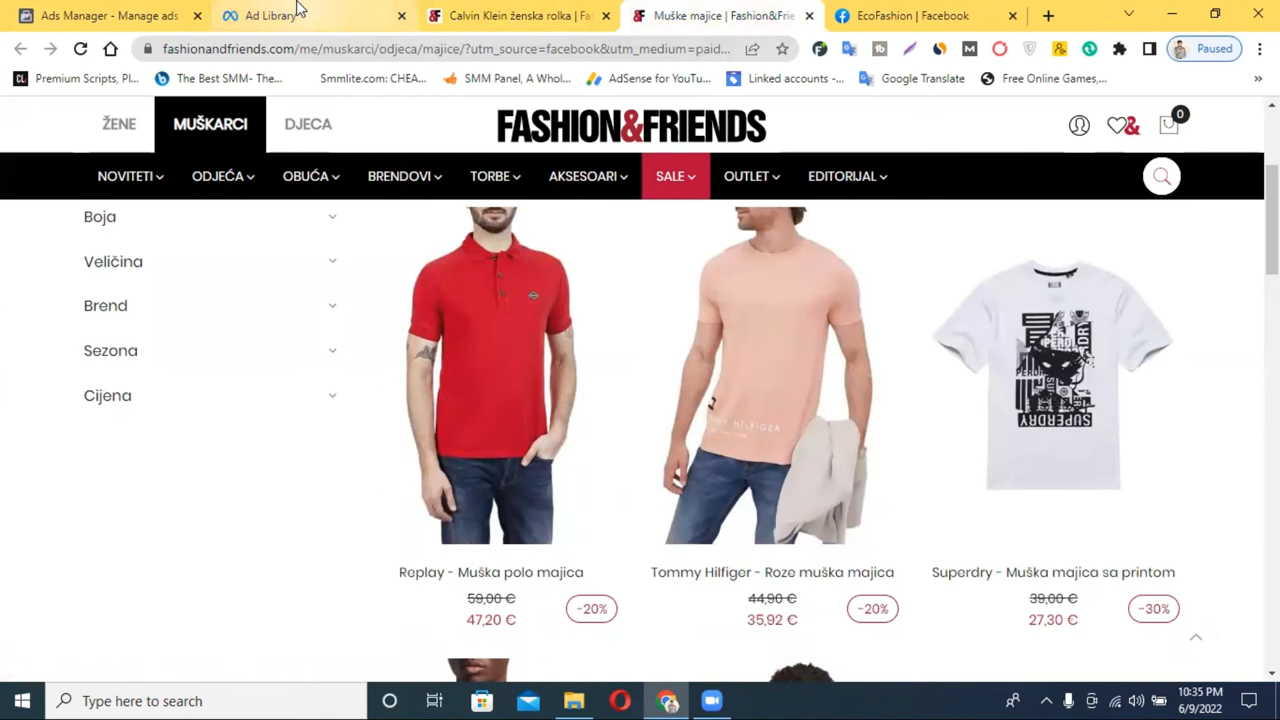 Ads Manager - Manage ads
Ad Library
Calvin Klein ženska rolka | Fas
Muške majice | Fashion&Frie
EcoFashion | Facebook
fashionandfriends.com/me/muskarci/odjeca/majice/?utm_source=facebook&utm_medium=paid...
Paused
Premium Scripts, Pl...
The Best SMM- The...
Smmlite.com: CHEA...
SMM Panel, A Whol...
AdSense for YouTu...
Linked accounts -...
Google Translate
Free Online Games,...
»
ŽENE
MUŠKARCI
DJECA
FASHION&FRIENDS
0
NOVITETI
ODJEĆA
OBUĆA
BRENDOVI
TORBE
AKSESOARI
SALE
OUTLET
EDITORIJAL
Boja
Veličina
Brend
Sezona
Cijena
SUPERDRY
Replay - Muška polo majica
59,00 €
47,20 €
-20%
Tommy Hilfiger - Roze muška majica
44,90 €
35,92 €
-20%
Superdry - Muška majica sa printom
39,00 €
27,30 €
-30%
Type here to search
10:35 PM
6/9/2022